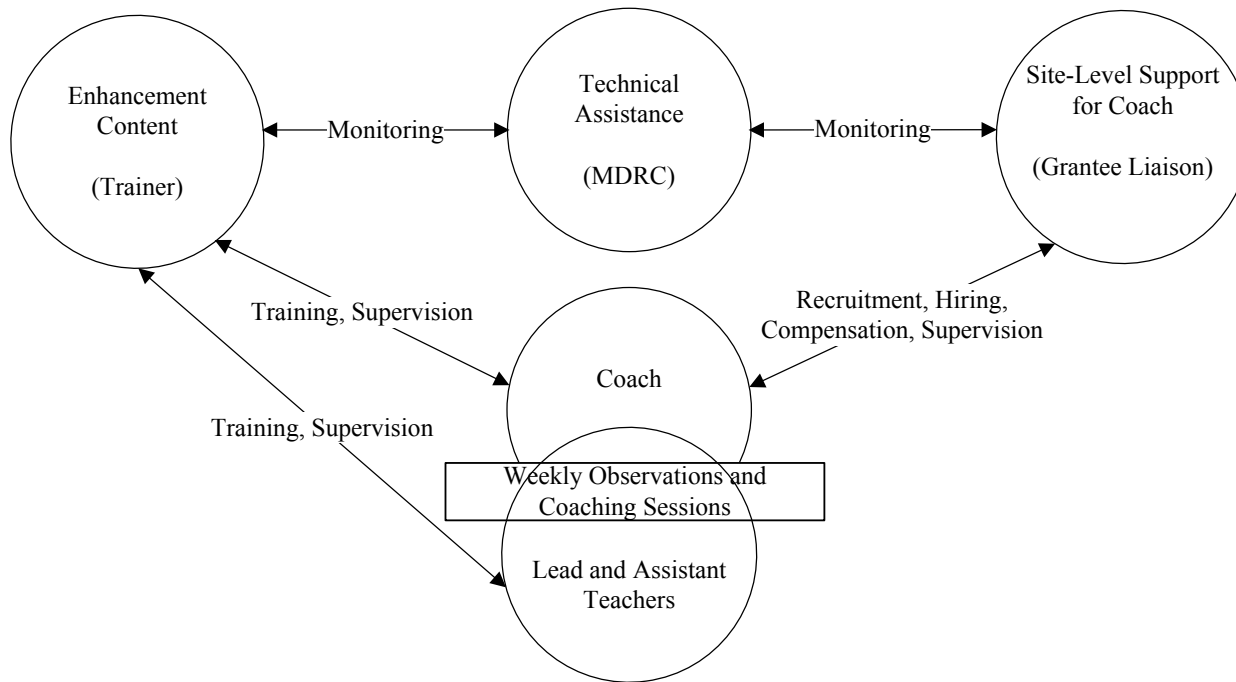 Enhancement
Content
(Trainer)
Monitoring
Technical
Assistance
(MDRC)
Monitoring
Site-Level Support
for Coach
(Grantee Liaison)
Training, Supervision
Recruitment, Hiring,
Compensation, Supervision
Coach
Training, Supervision
Weekly Observations and
Coaching Sessions
Lead and Assistant
Teachers